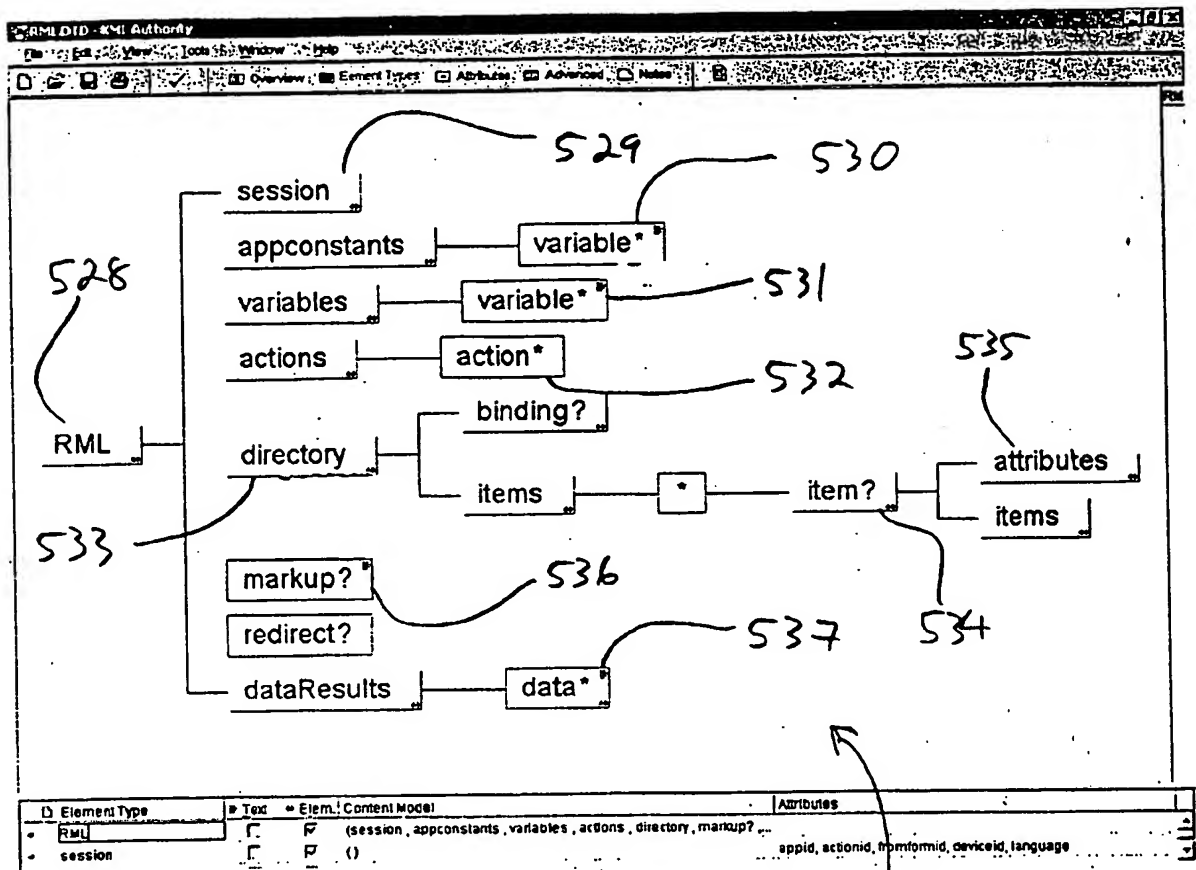 RML.DTD - XML Authority
File Edit View Tools Window Help
Overview Element Types Attributes Advanced Notes
RM
529
530
session
appconstants
variable*
528
variables
variable*
531
actions
action*
532
535
binding?
RML
directory
attributes
items
*
item?
items
533
markup?
536
redirect?
537
534
dataResults
data*
Element Type Text Elem. Content Model Attributes
RML (session , appconstants , variables , actions , directory , markup? ,...
session () appid, actionid, fromformid, deviceid, language